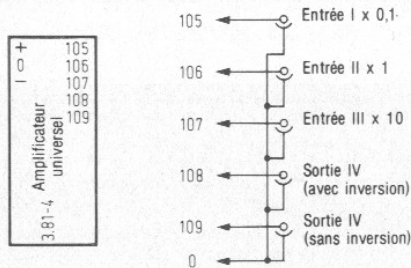 +
0
–
105
105
107
108
109
3.81-4 Amplificateur
universel
105 Entrée I x 0,1
106 Entrée II x 1
107 Entrée III x 10
108 Sortie IV
(avec inversion)
109 Sortie IV
(sans inversion)
0